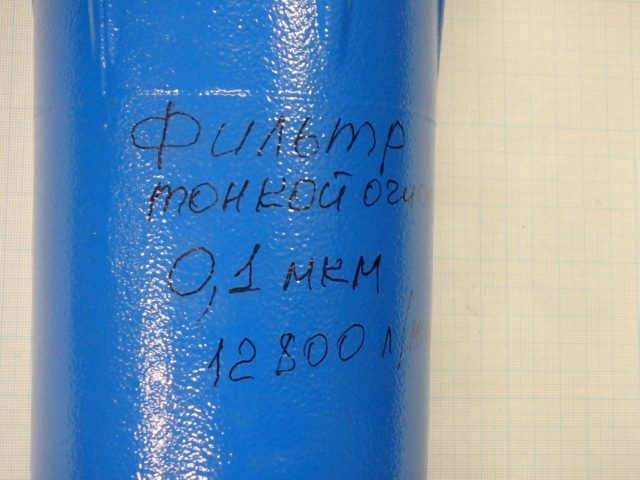 Фильтр
тонкой
0,1 мкм
12800 л/